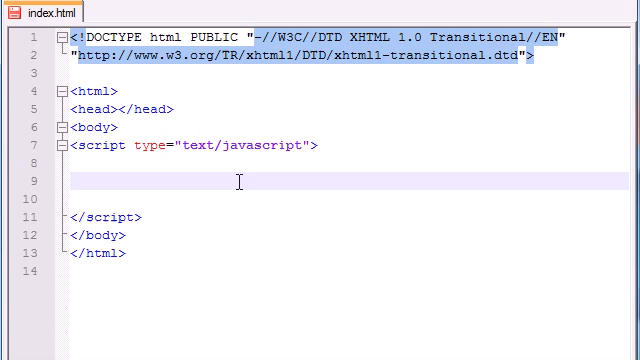 index.html
1 <!DOCTYPE html PUBLIC "-//W3C//DTD XHTML 1.0 Transitional//EN"
2 "http://www.w3.org/TR/xhtml1/DTD/xhtml1-transitional.dtd">
3
4 <html>
5 <head></head>
6 <body>
7 <script type="text/javascript">
8
9
10
11 </script>
12 </body>
13 </html>
14